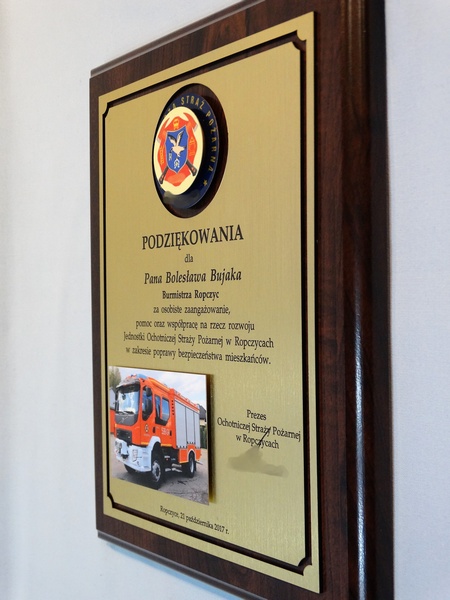 STRAŻ POŻARNA
PODZIĘKOWANIA
dla
Pana Bolesława Bujaka
Burmistrza Ropczyc
za osobiste zaangażowanie,
pomoc oraz współpracę na rzecz rozwoju
Jednostki Ochotniczej Straży Pożarnej w Ropczycach
w zakresie poprawy bezpieczeństwa mieszkańców.
Prezes
Ochotniczej Straży Pożarnej
w Ropczycach
Ropczyce, 21 października 2017 r.